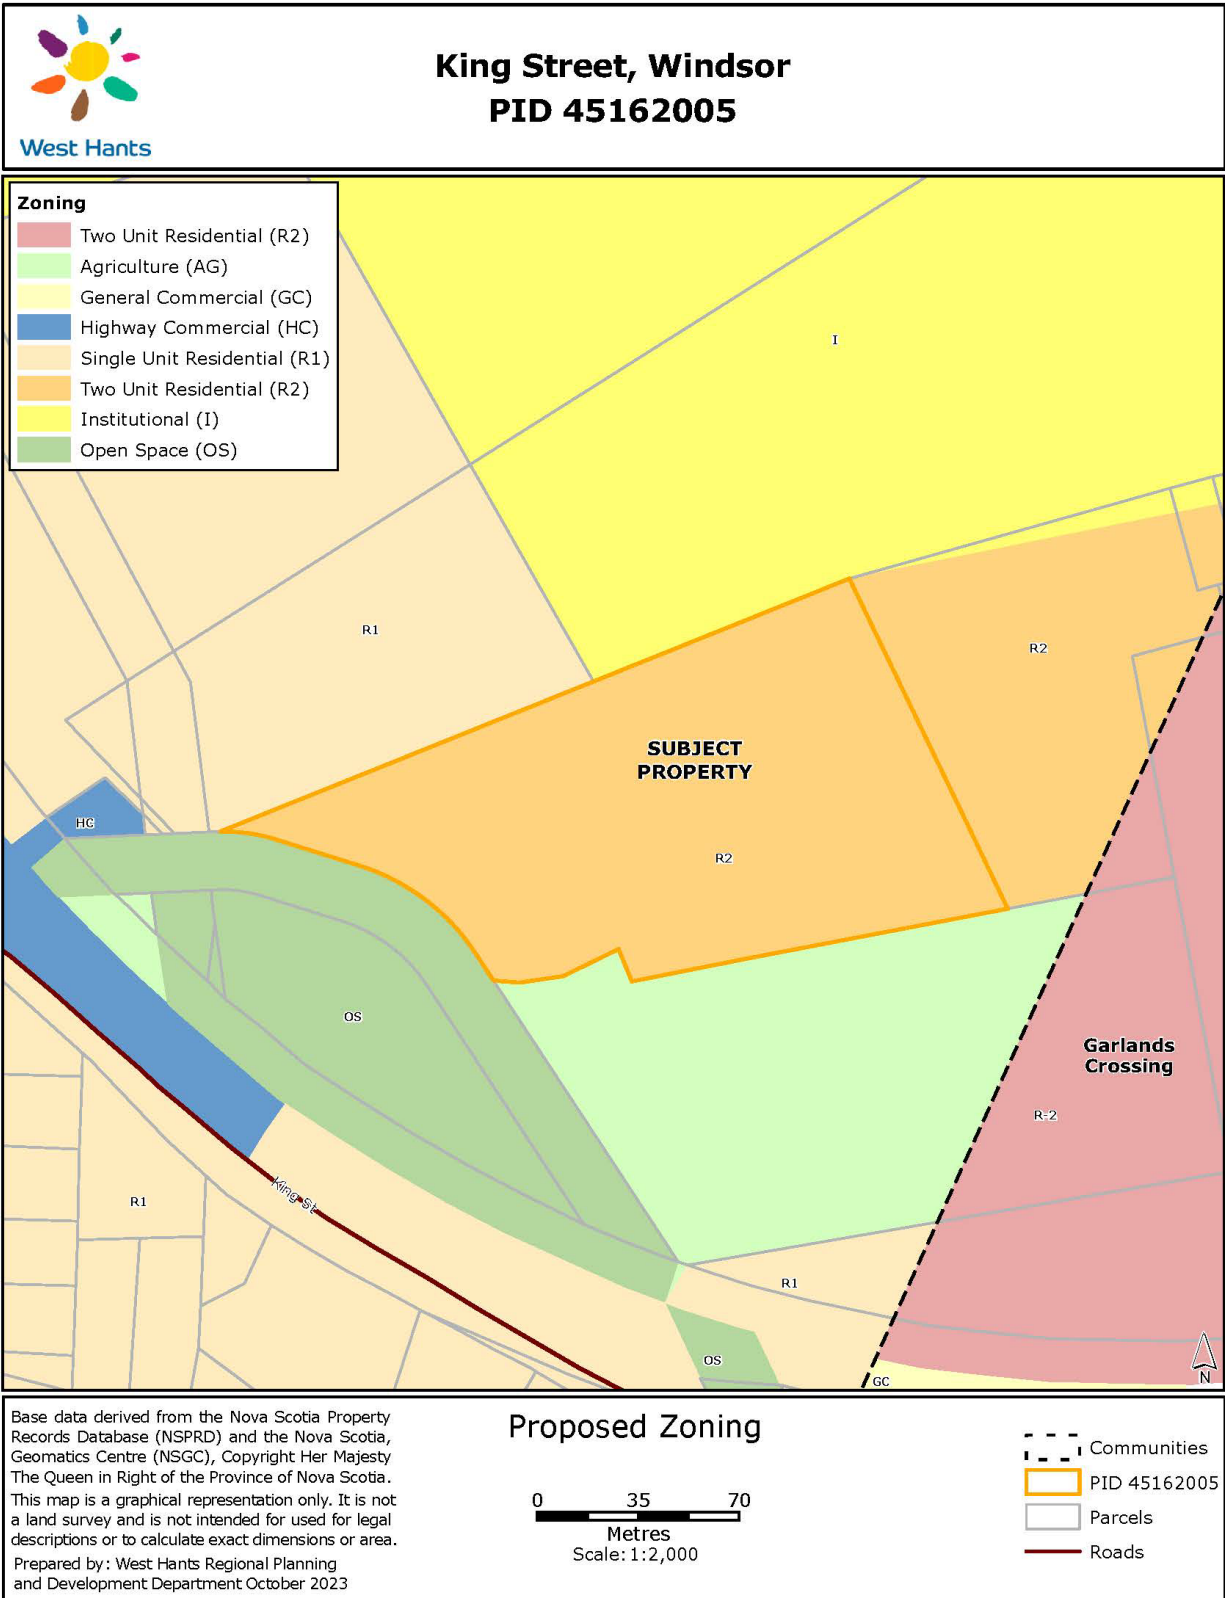 West Hants
King Street, Windsor
PID 45162005
Zoning
Two Unit Residential (R2)
Agriculture (AG)
General Commercial (GC)
Highway Commercial (HC)
Single Unit Residential (R1)
Two Unit Residential (R2)
Institutional (I)
Open Space (OS)
I
R1
R2
SUBJECT
PROPERTY
HC
R2
OS
Garlands
Crossing
R-2
R1
King St
R1
OS
GC
N
Base data derived from the Nova Scotia Property
Records Database (NSPRD) and the Nova Scotia,
Geomatics Centre (NSGC), Copyright Her Majesty
The Queen in Right of the Province of Nova Scotia.
This map is a graphical representation only. It is not
a land survey and is not intended for used for legal
descriptions or to calculate exact dimensions or area.
Prepared by: West Hants Regional Planning
and Development Department October 2023
Proposed Zoning
0 35 70
Metres
Scale: 1:2,000
Communities
PID 45162005
Parcels
Roads